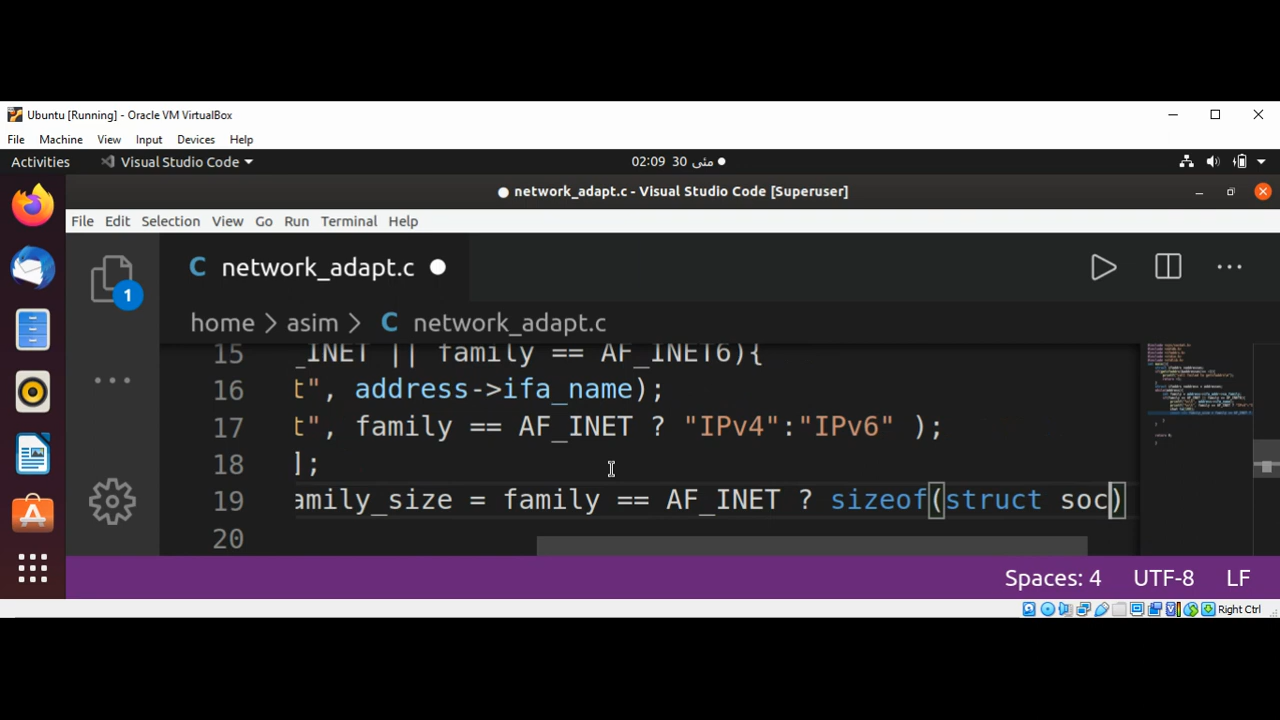 Ubuntu [Running] - Oracle VM VirtualBox
File Machine View Input Devices Help
Activities Visual Studio Code 02:09 30 مئی
network_adapt.c - Visual Studio Code [Superuser]
File Edit Selection View Go Run Terminal Help
C network_adapt.c
home > asim > C network_adapt.c
15 _INET || family == AF_INET6){
16 t", address->ifa_name);
17 t", family == AF_INET ? "IPv4":"IPv6" );
18 ];
19 amily_size = family == AF_INET ? sizeof(struct soc)
20
1
Spaces: 4 UTF-8 LF
Right Ctrl